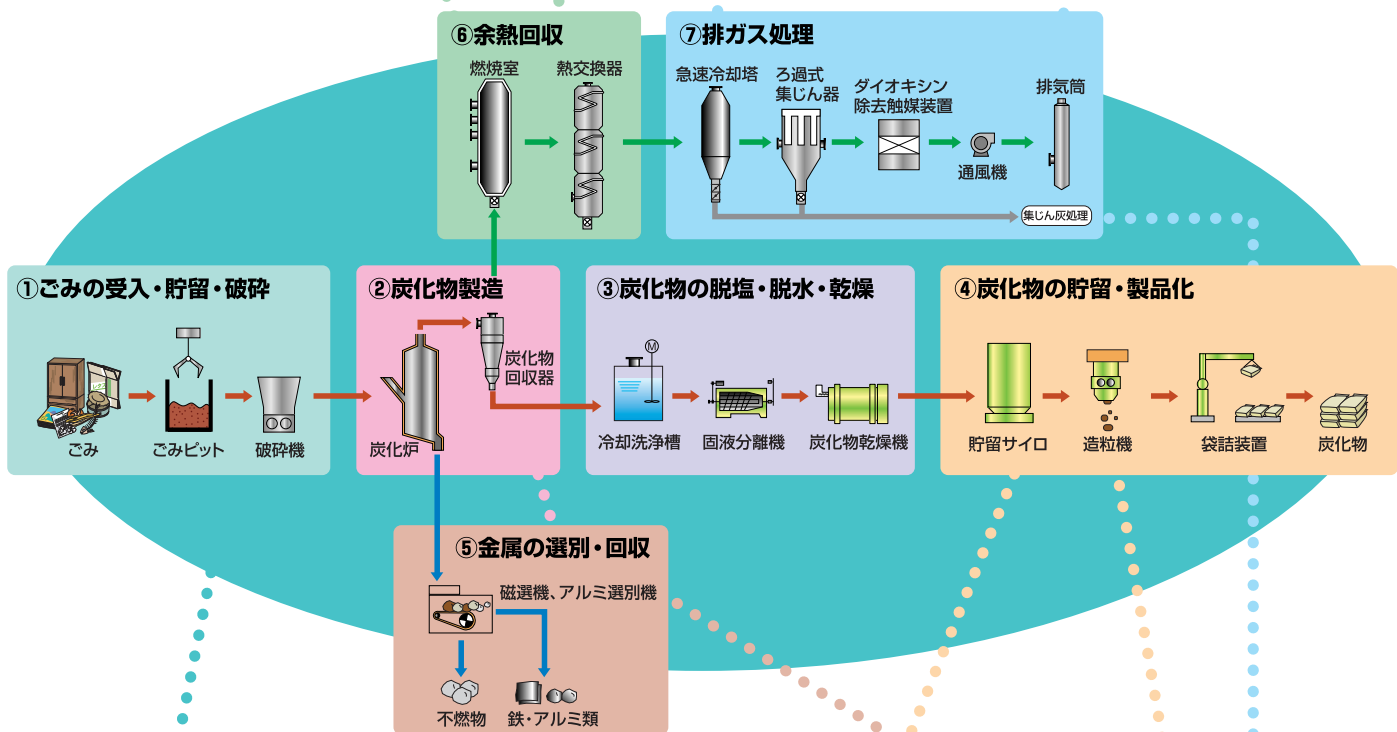 ⑥余熱回収
燃焼室
熱交換器
⑦排ガス処理
急速冷却塔
ろ過式
集じん器
ダイオキシン
除去触媒装置
通風機
排気筒
集じん灰処理
①ごみの受入・貯留・破砕
ごみ
ごみピット
破砕機
②炭化物製造
炭化炉
炭化物
回収器
③炭化物の脱塩・脱水・乾燥
M
冷却洗浄槽
固液分離機
炭化物乾燥機
④炭化物の貯留・製品化
貯留サイロ
造粒機
袋詰装置
炭化物
⑤金属の選別・回収
磁選機、アルミ選別機
不燃物
鉄・アルミ類